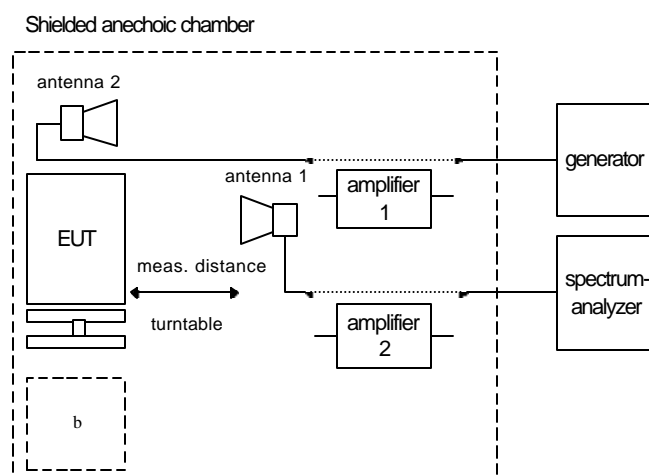 Shielded anechoic chamber
antenna 2
generator
antenna 1
amplifier
1
EUT
meas. distance
spectrum-
analyzer
turntable
amplifier
2
b